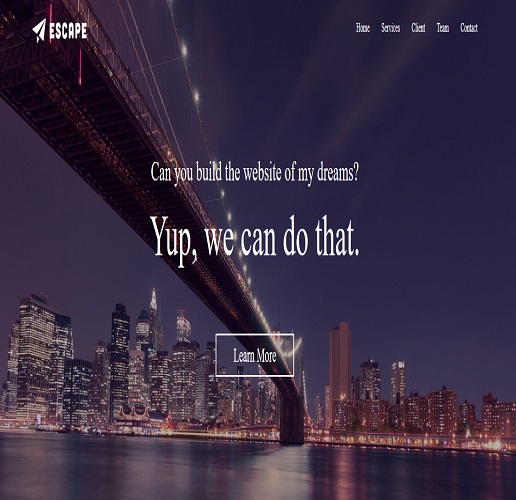 ESCAPE
Home Services Client Team Contact
Can you build the website of my dreams?
Yup, we can do that.
Learn More